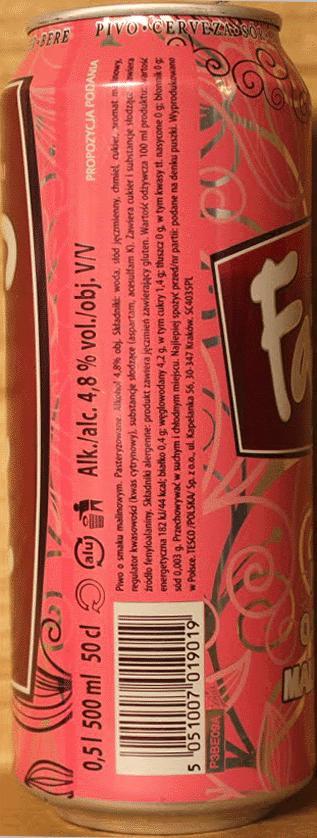 BERE PIVO · CERVEZA
PROPOZYCJA PODANIA
0,5 l 500 ml 50 cl alu Alk./alc. 4,8 % vol./obj. V/V
Piwo o smaku malinowym. Pasteryzowane. Alkohol 4,8% obj. Składniki: woda, słód jęczmienny, chmiel, cukier, aromat
regulator kwasowości (kwas cytrynowy), substancje słodzące (aspartam, acesulfam K). Zawiera cukier i substancje słodzące. Zawiera
źródło fenyloalaniny. Składniki alergenne: produkt zawiera jęczmień zawierający gluten. Wartość odżywcza 100 ml produktu: wartość
energetyczna 182 kJ/44 kcal; białko 0,4 g; węglowodany 4,2 g, w tym cukry 1,4 g; tłuszcz 0 g, w tym kwasy tł. nasycone 0 g; błonnik 0 g;
sód 0,003 g. Przechowywać w suchym i chłodnym miejscu. Najlepiej spożyć przed/nr partii: podane na denku puszki. Wyprodukowano
w Polsce. TESCO /POLSKA/ Sp. z o.o., ul. Kapelanka 56, 30-347 Kraków. SC4035PL
5 051007 019019
P3BE09A